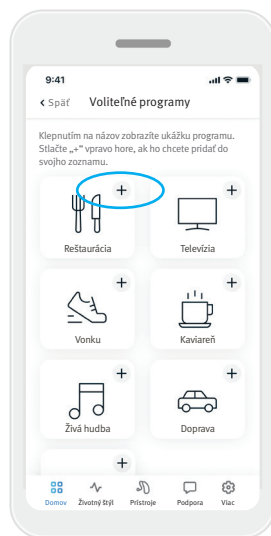 9:41
Späť
Voliteľné programy
Klepnutím na názov zobrazíte ukážku programu.
Stlačte „+“ vpravo hore, ak ho chcete pridať do
svojho zoznamu.
+ +
Reštaurácia Televízia
+ +
Vonku Kaviareň
+ +
Živá hudba Doprava
+
Domov Životný štýl Prístroje Podpora Viac